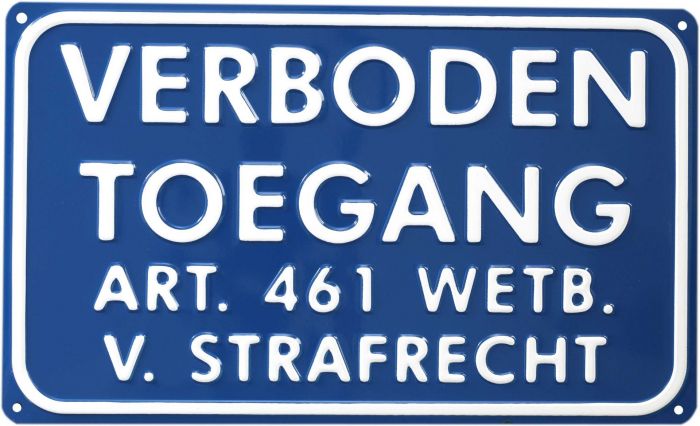 VERBODEN
TOEGANG
ART. 461 WETB.
V. STRAFRECHT